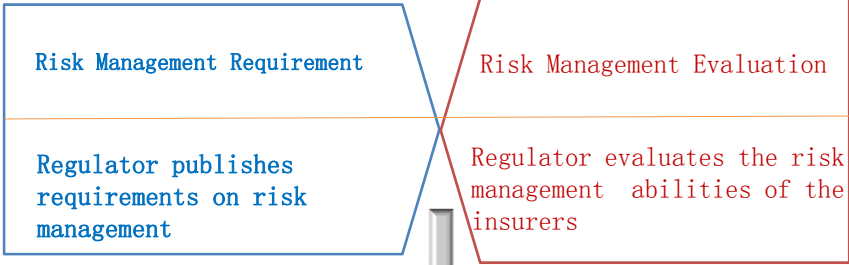 Risk Management Requirement
Regulator publishes
requirements on risk
management
Risk Management Evaluation
Regulator evaluates the risk
management abilities of the
insurers